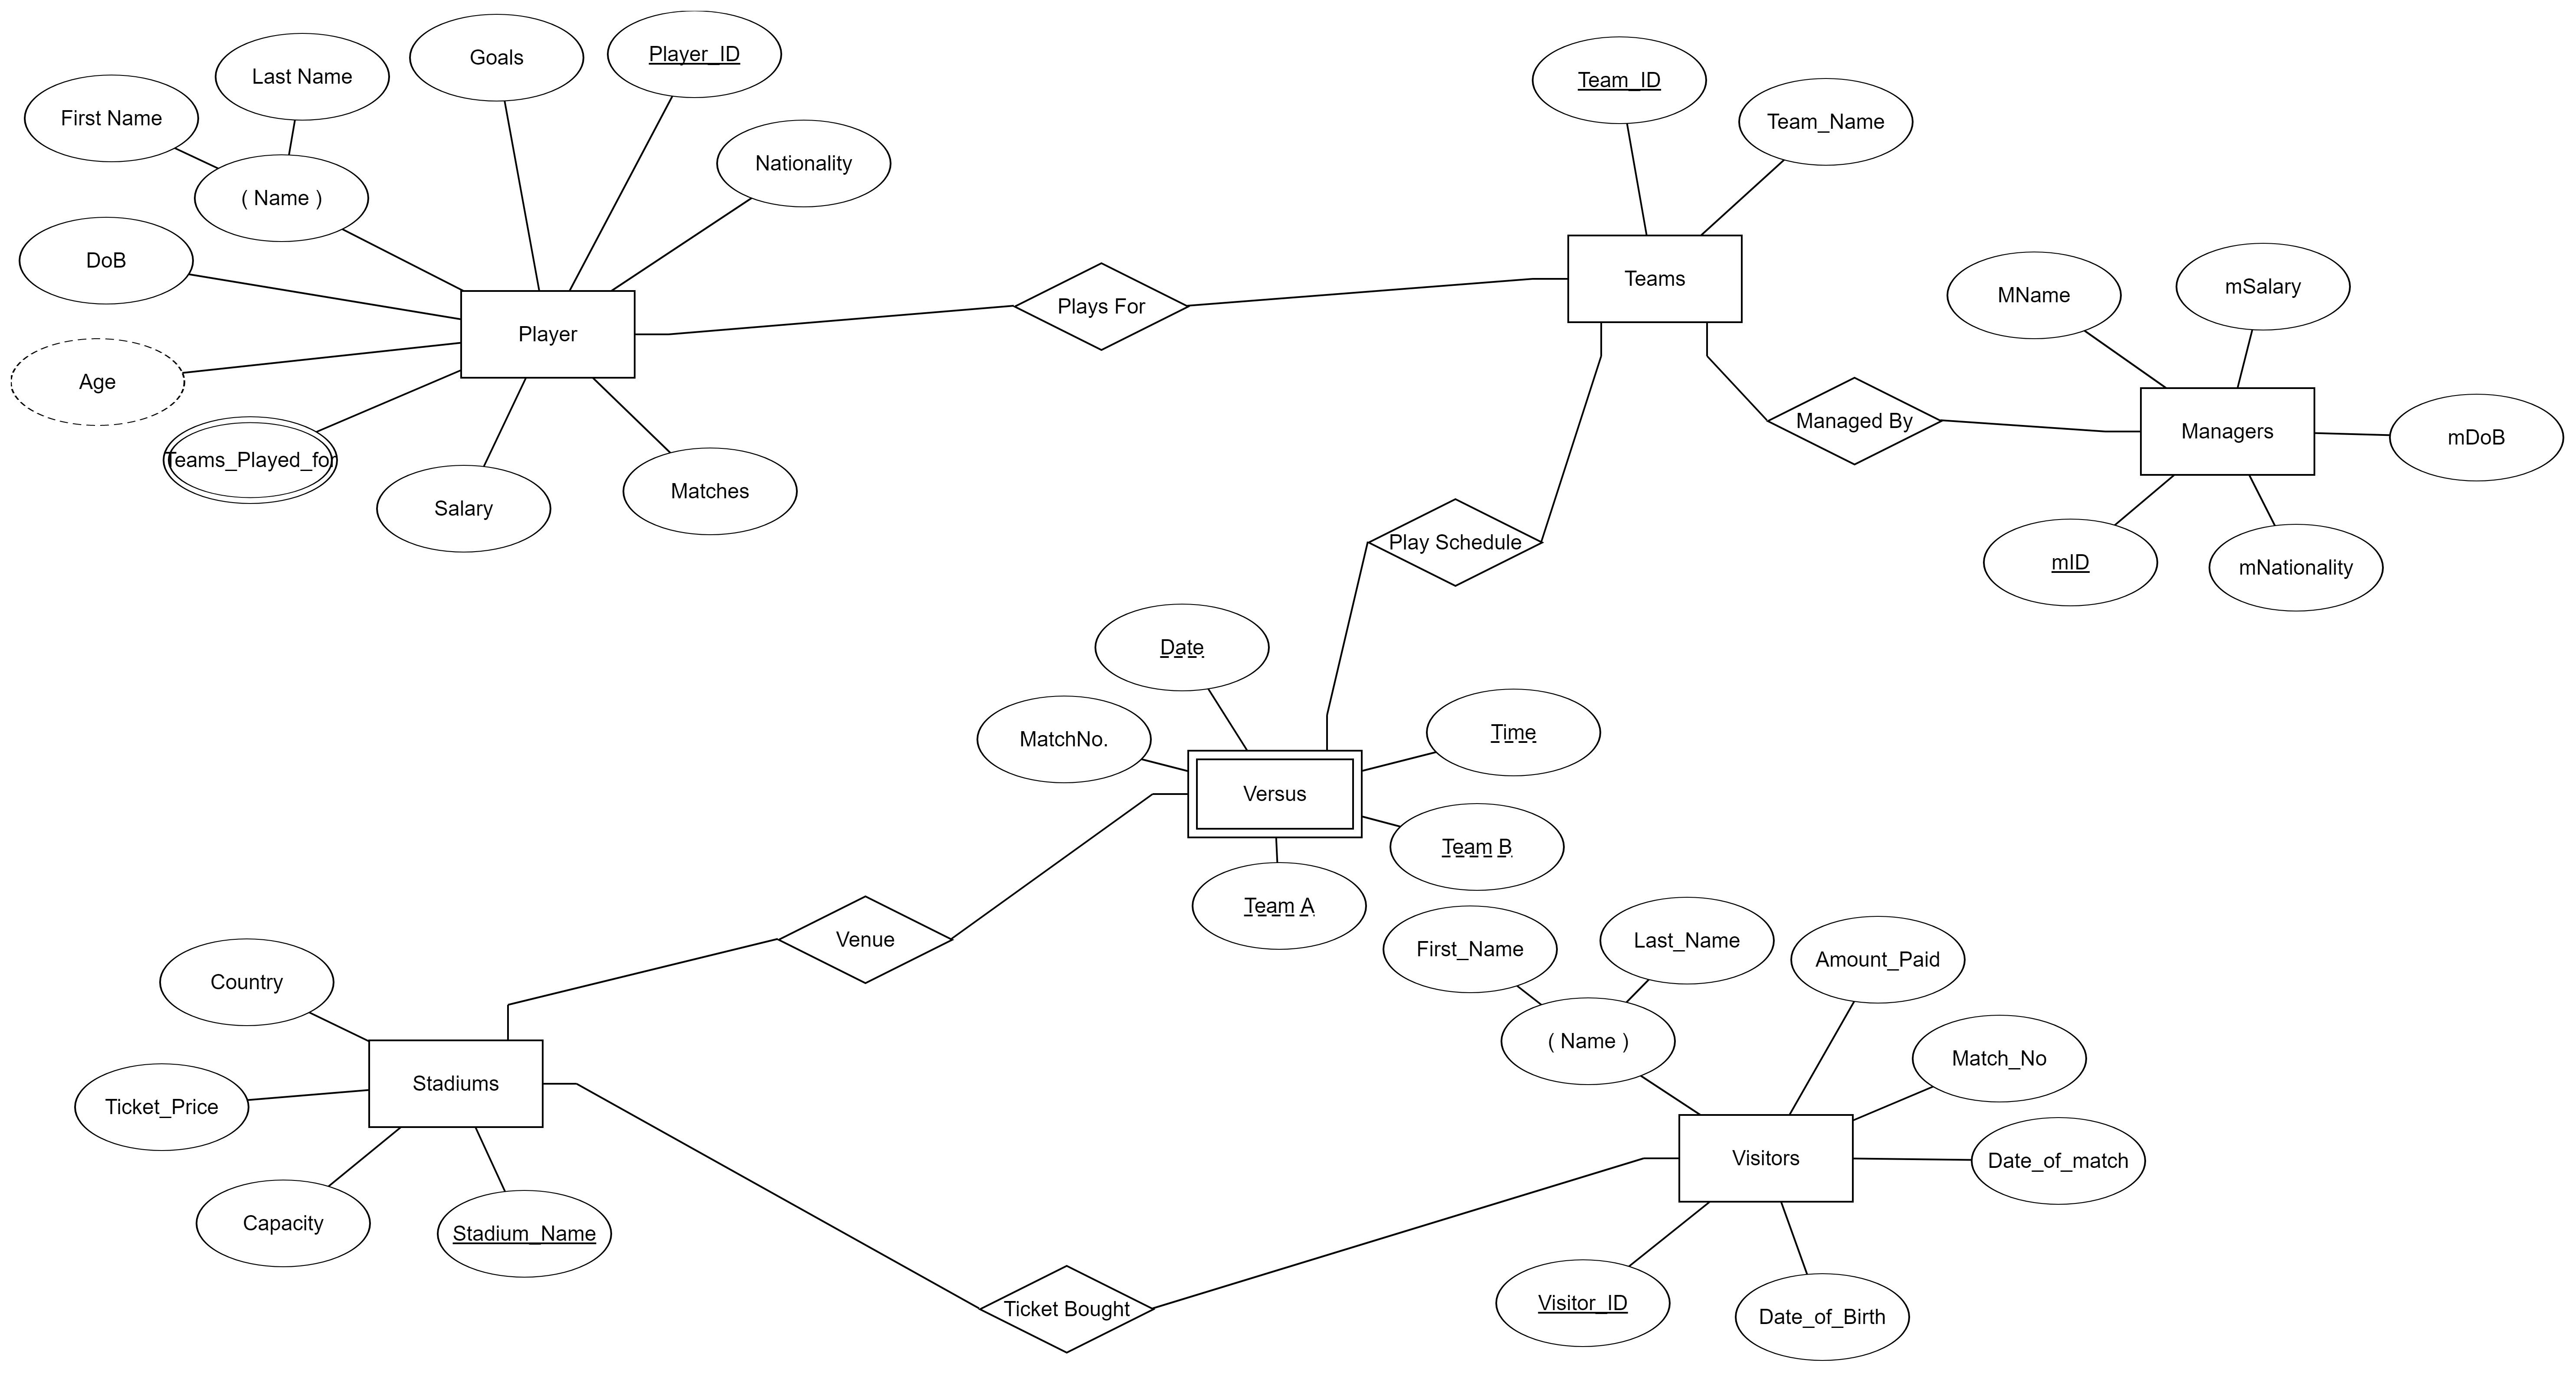 Goals
Player_ID
Last Name
First Name
Nationality
( Name )
DoB
Player
Age
Teams_Played_for
Salary
Matches
Plays For
Team_ID
Team_Name
Teams
MName
mSalary
Managed By
Managers
mDoB
mID
mNationality
Play Schedule
Date
MatchNo.
Time
Versus
Team B
Team A
Venue
Country
Stadiums
Ticket_Price
Capacity
Stadium_Name
Ticket Bought
First_Name
Last_Name
Amount_Paid
( Name )
Match_No
Visitors
Date_of_match
Visitor_ID
Date_of_Birth